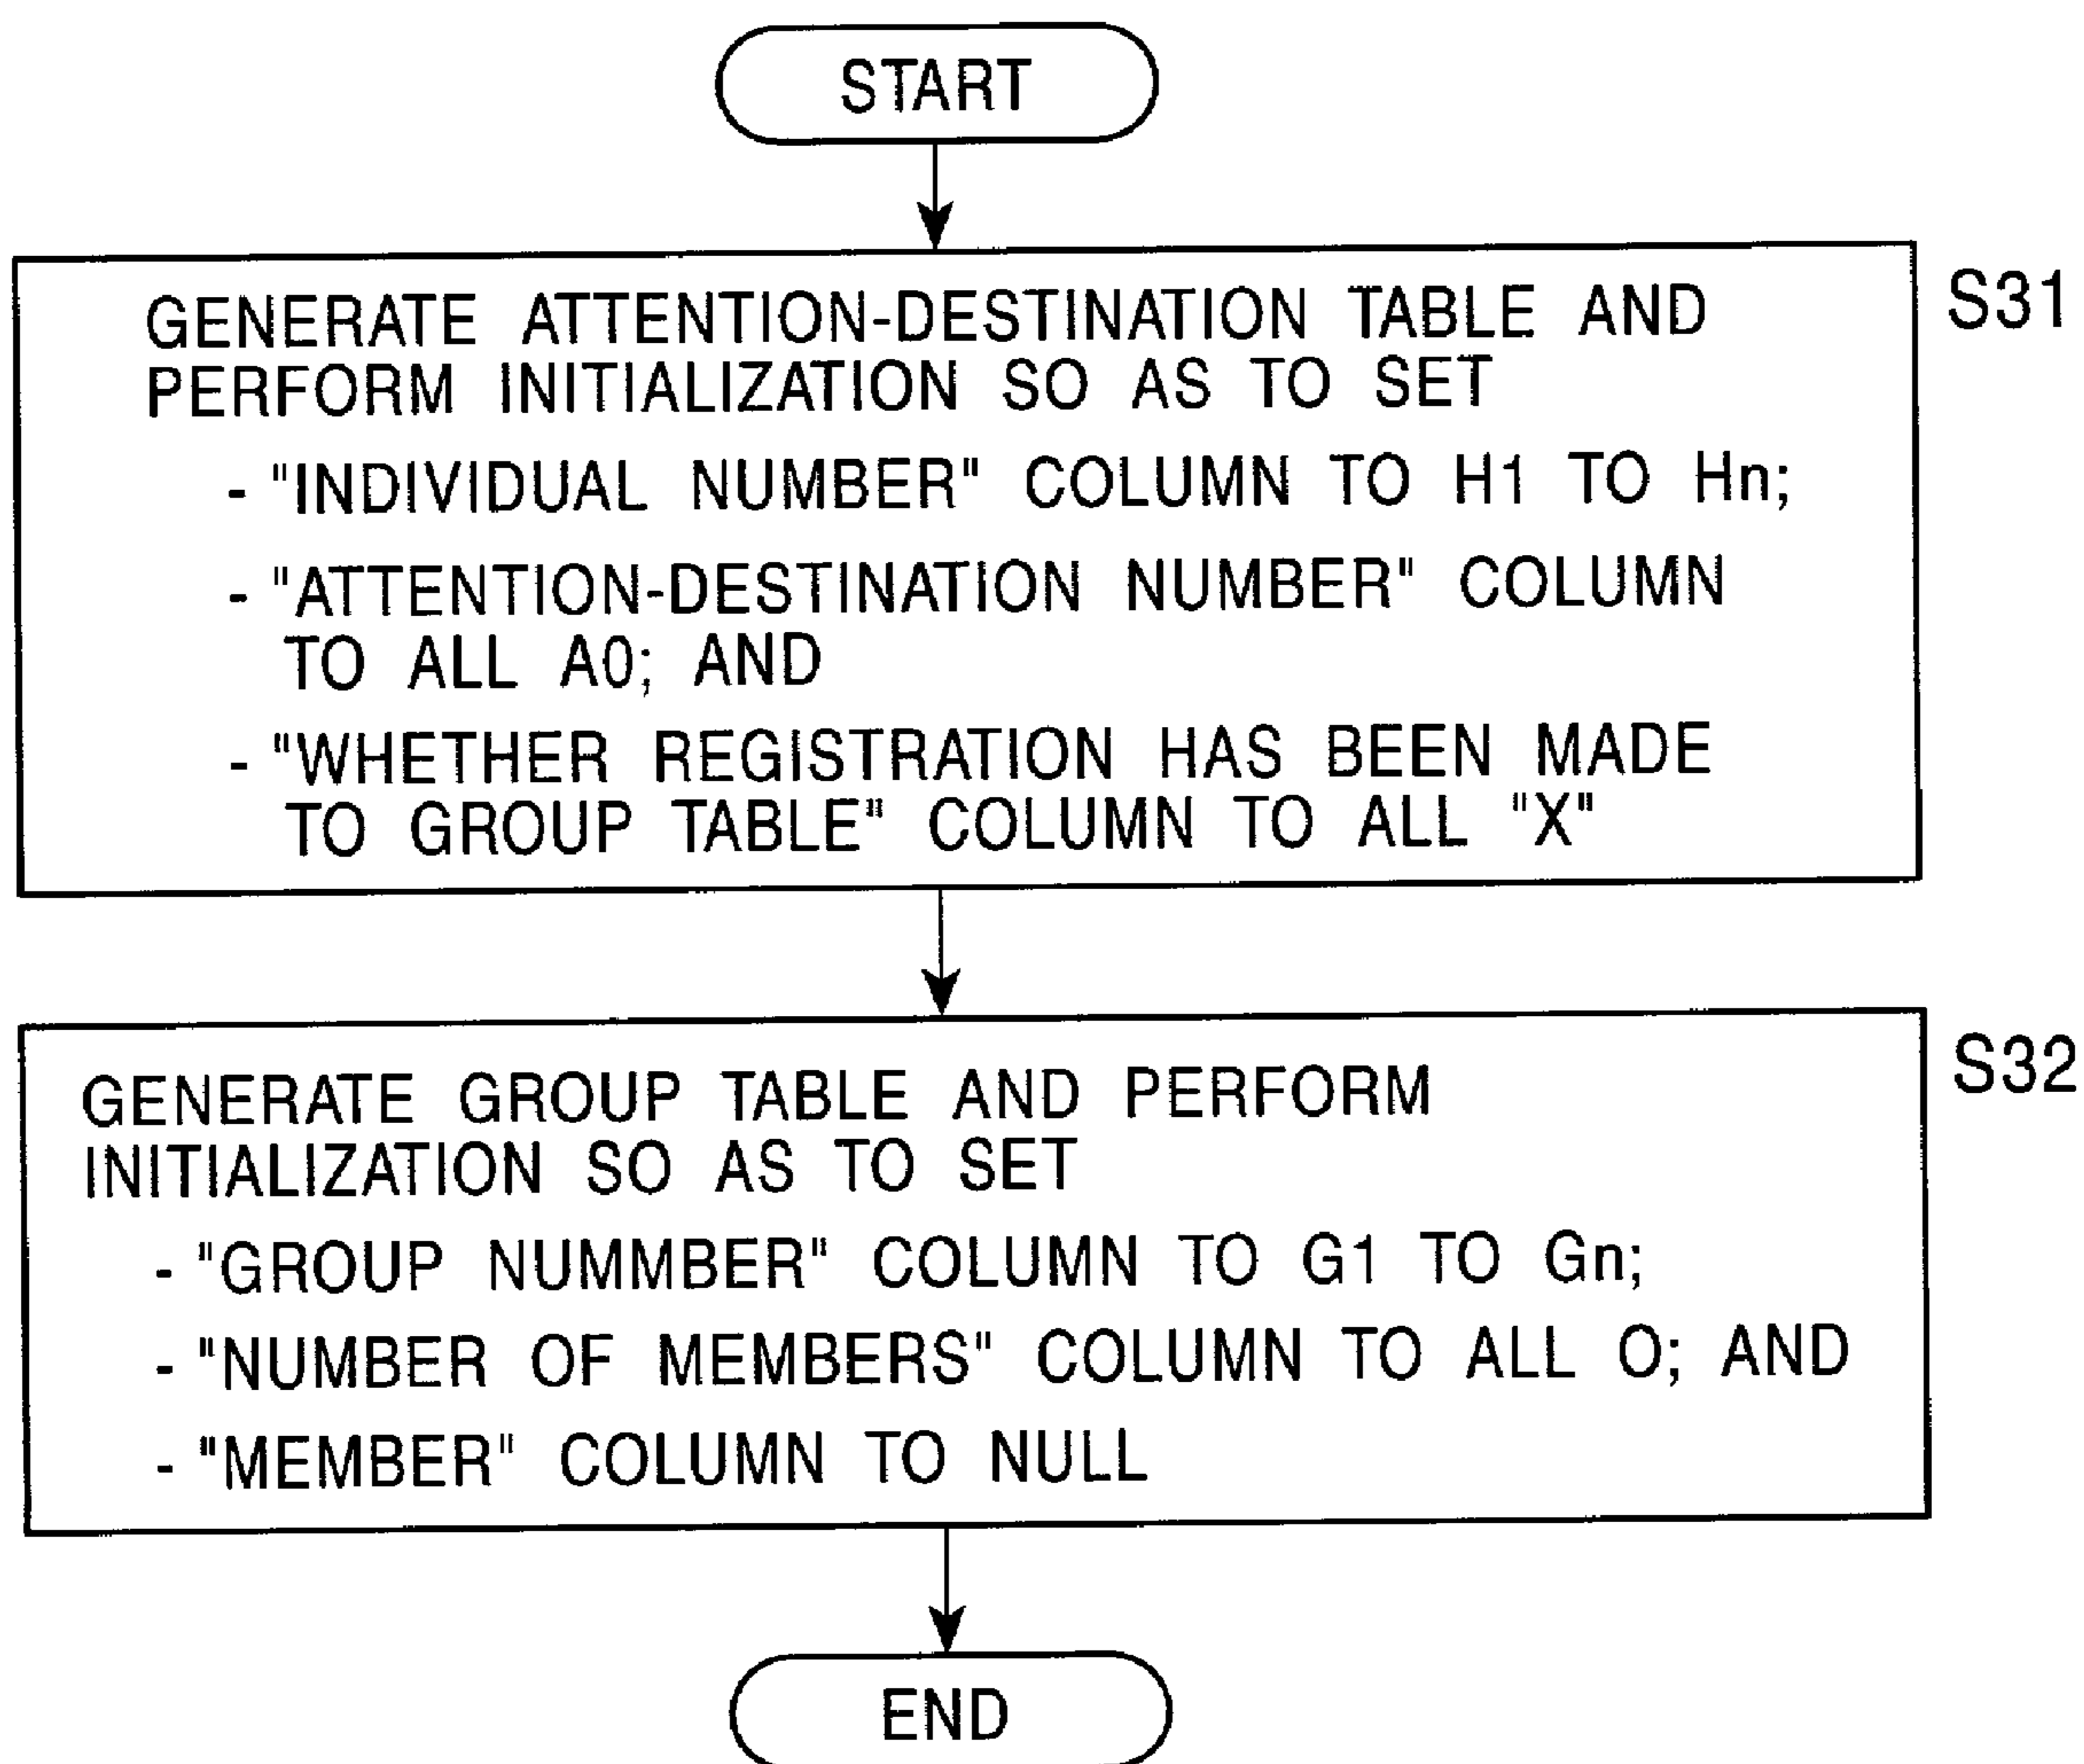 START
GENERATE ATTENTION-DESTINATION TABLE AND
S31
PERFORM INITIALIZATION SO AS TO SET
- "INDIVIDUAL NUMBER" COLUMN TO H1 TO Hn;
- "ATTENTION-DESTINATION NUMBER" COLUMN
TO ALL A0; AND
- "WHETHER REGISTRATION HAS BEEN MADE
TO GROUP TABLE" COLUMN TO ALL "X"
GENERATE GROUP TABLE AND PERFORM
S32
INITIALIZATION SO AS TO SET
- "GROUP NUMMBER" COLUMN TO G1 TO Gn;
- "NUMBER OF MEMBERS" COLUMN TO ALL O; AND
- "MEMBER" COLUMN TO NULL
END